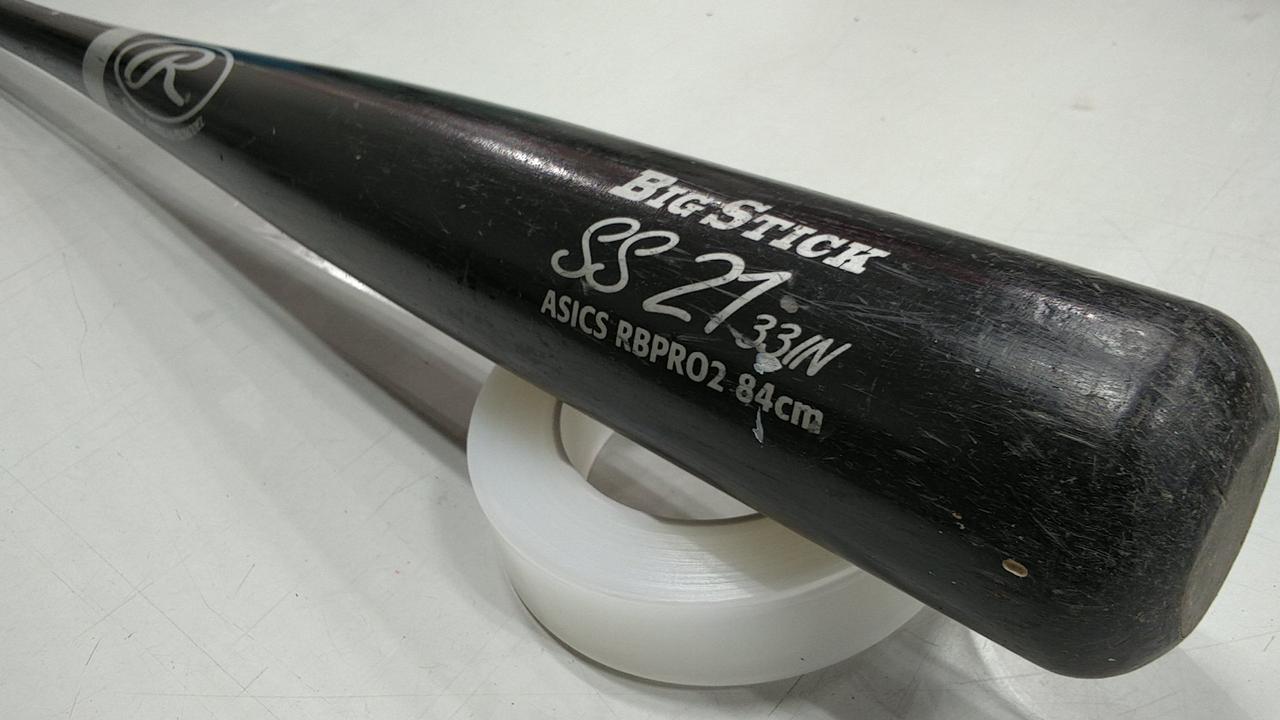 R
BIG STICK
SS 21 33IN
ASICS RBPRO2 84cm